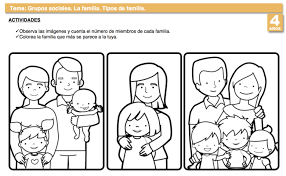 Tema: Grupos sociales. La familia. Tipos de familia.
4
años
ACTIVIDADES
✓Observa las imágenes y cuenta el número de miembros de cada familia.
✓Colorea la familia que más se parece a la tuya.